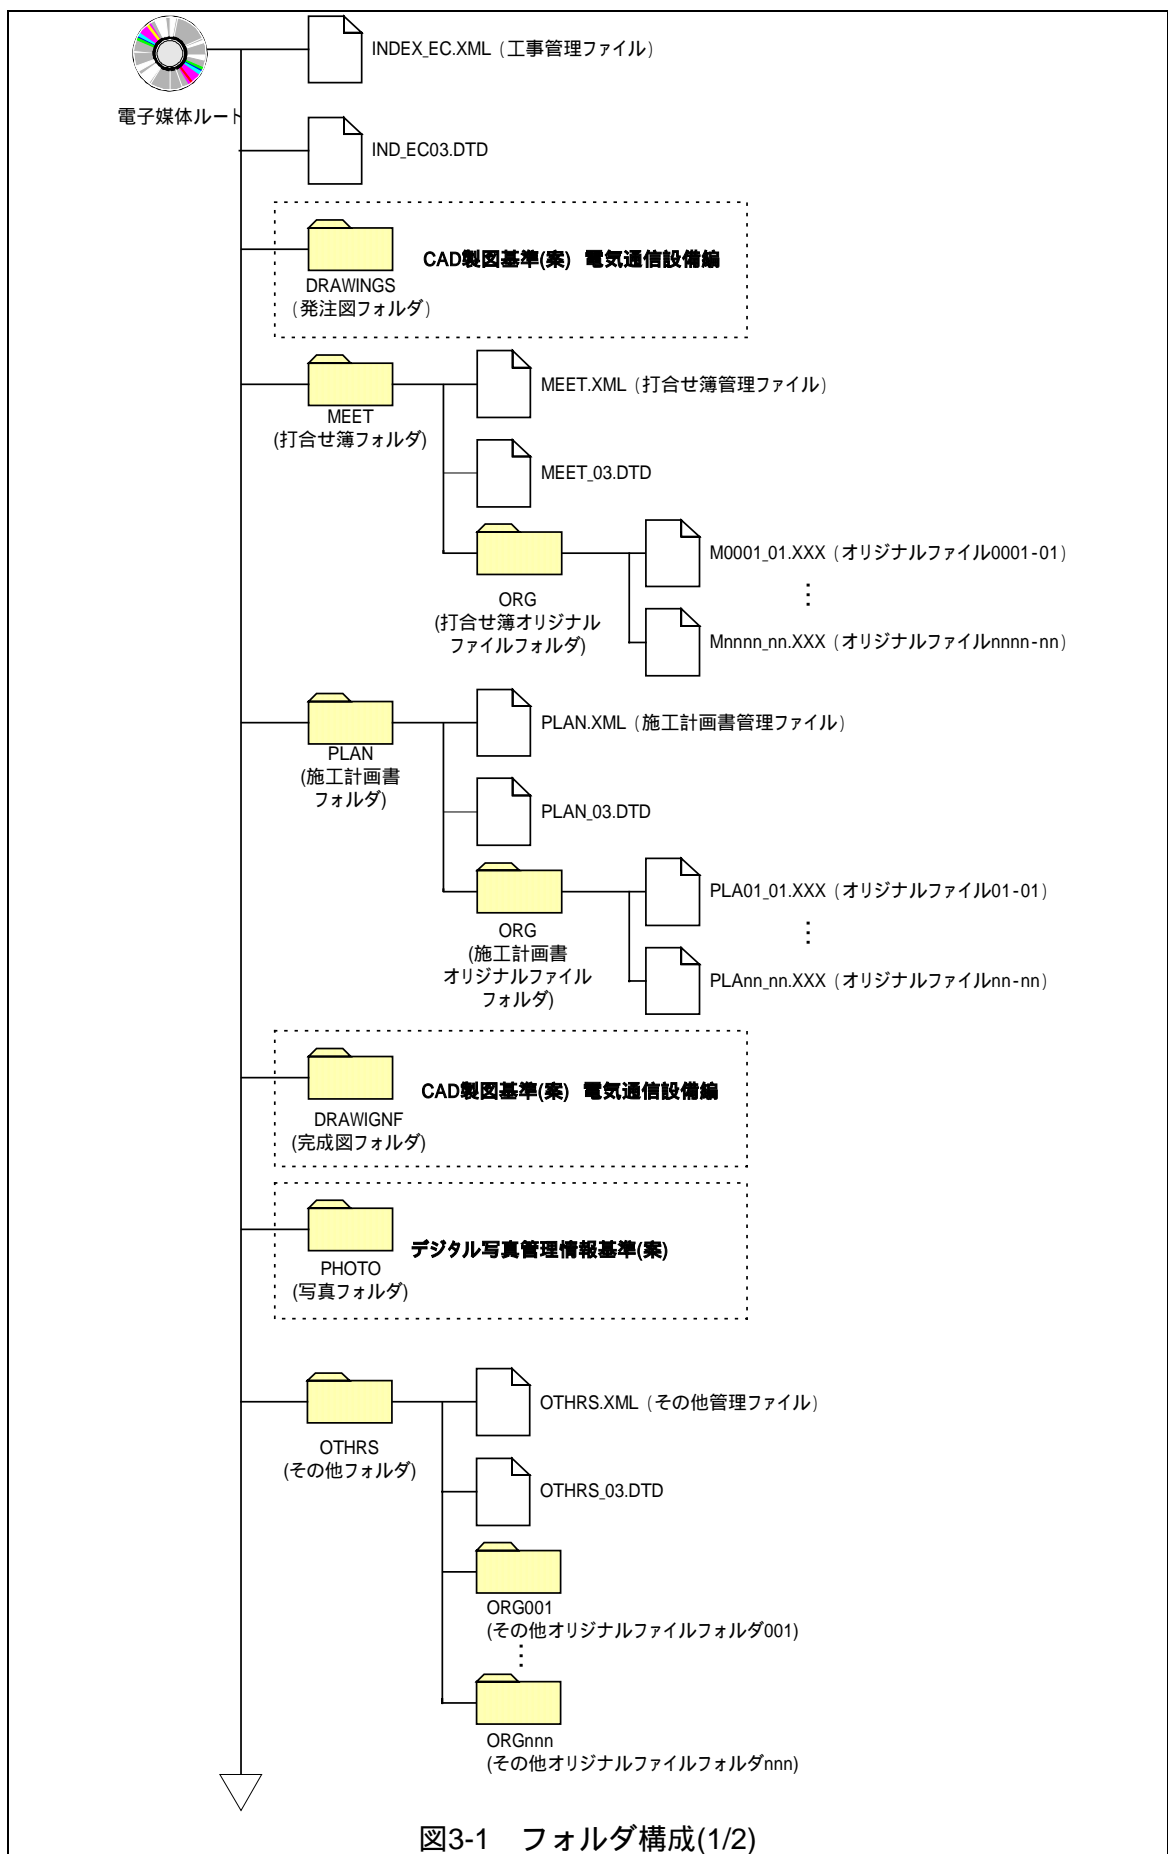 INDEX_EC.XML（工事管理ファイル）
電子媒体ルート
IND_EC03.DTD
CAD製図基準(案)　電気通信設備編
DRAWINGS
（発注図フォルダ）
MEET.XML（打合せ簿管理ファイル）
MEET
(打合せ簿フォルダ)
MEET_03.DTD
M0001_01.XXX（オリジナルファイル0001-01）
ORG
(打合せ簿オリジナル
ファイルフォルダ)
Mnnnn_nn.XXX（オリジナルファイルnnnn-nn）
PLAN.XML（施工計画書管理ファイル）
PLAN
(施工計画書
フォルダ)
PLAN_03.DTD
PLA01_01.XXX（オリジナルファイル01-01）
ORG
(施工計画書
オリジナルファイル
フォルダ)
PLAnn_nn.XXX（オリジナルファイルnn-nn）
CAD製図基準(案)　電気通信設備編
DRAWIGNF
(完成図フォルダ)
デジタル写真管理情報基準(案)
PHOTO
(写真フォルダ)
OTHRS.XML（その他管理ファイル）
OTHRS
(その他フォルダ)
OTHRS_03.DTD
ORG001
(その他オリジナルファイルフォルダ001)
ORGnnn
(その他オリジナルファイルフォルダnnn)
図3-1　フォルダ構成(1/2)